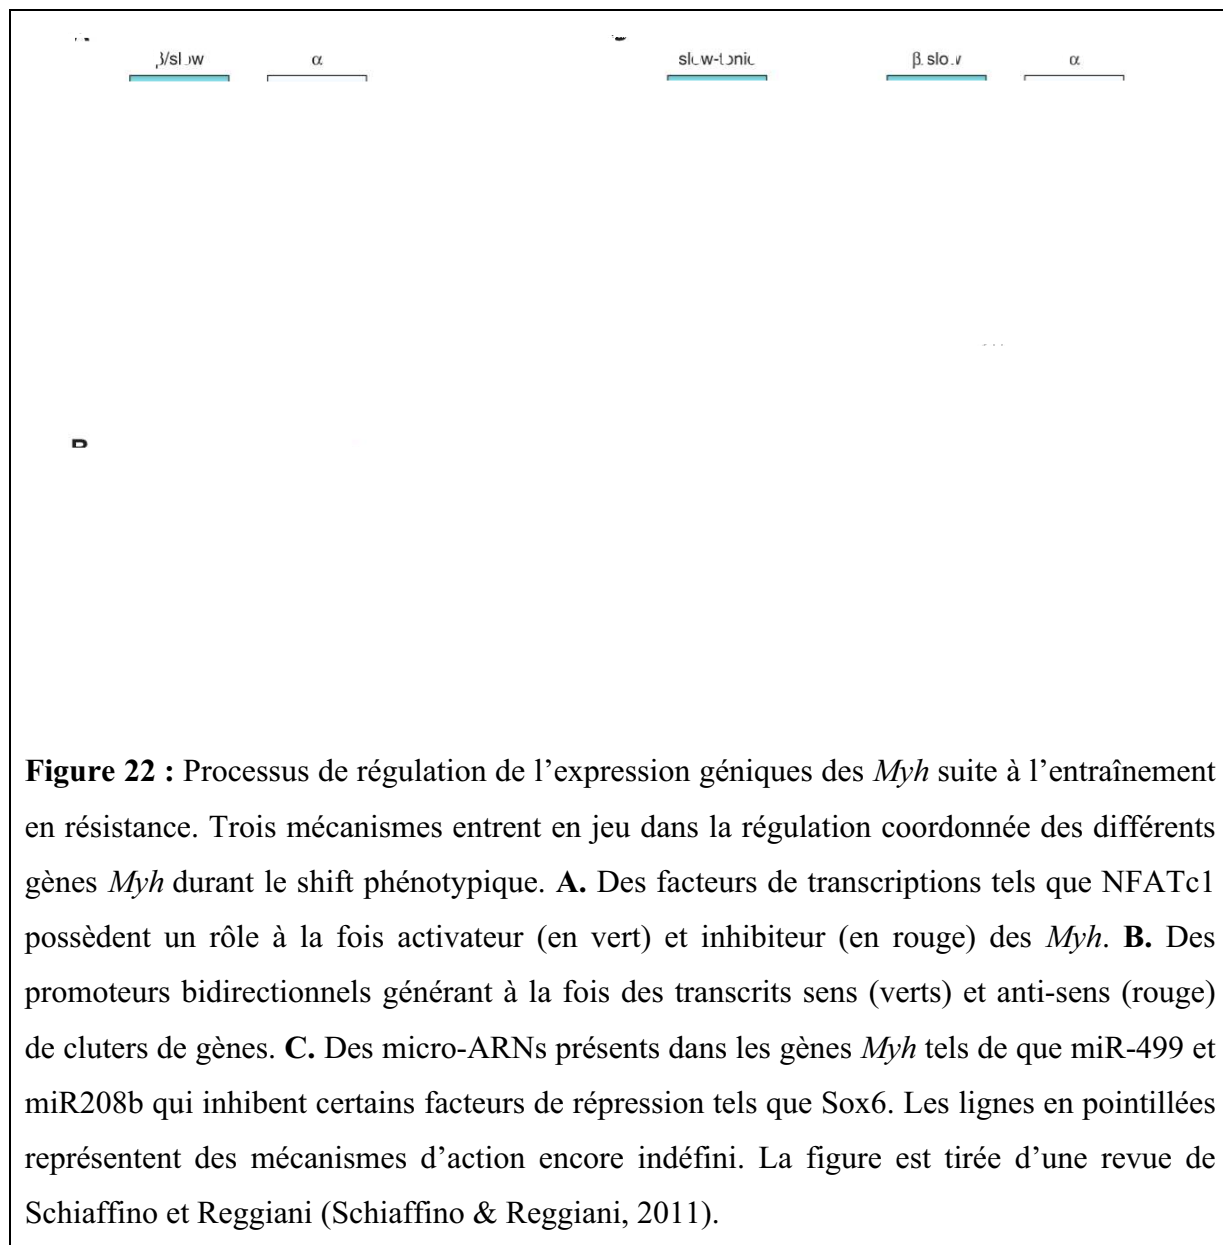 β/slow α slow-tonic β slow α
B
Figure 22 : Processus de régulation de l’expression géniques des Myh suite à l’entraînement
en résistance. Trois mécanismes entrent en jeu dans la régulation coordonnée des différents
gènes Myh durant le shift phénotypique. A. Des facteurs de transcriptions tels que NFATc1
possèdent un rôle à la fois activateur (en vert) et inhibiteur (en rouge) des Myh. B. Des
promoteurs bidirectionnels générant à la fois des transcrits sens (verts) et anti-sens (rouge)
de cluters de gènes. C. Des micro-ARNs présents dans les gènes Myh tels de que miR-499 et
miR208b qui inhibent certains facteurs de répression tels que Sox6. Les lignes en pointillées
représentent des mécanismes d’action encore indéfini. La figure est tirée d’une revue de
Schiaffino et Reggiani (Schiaffino & Reggiani, 2011).